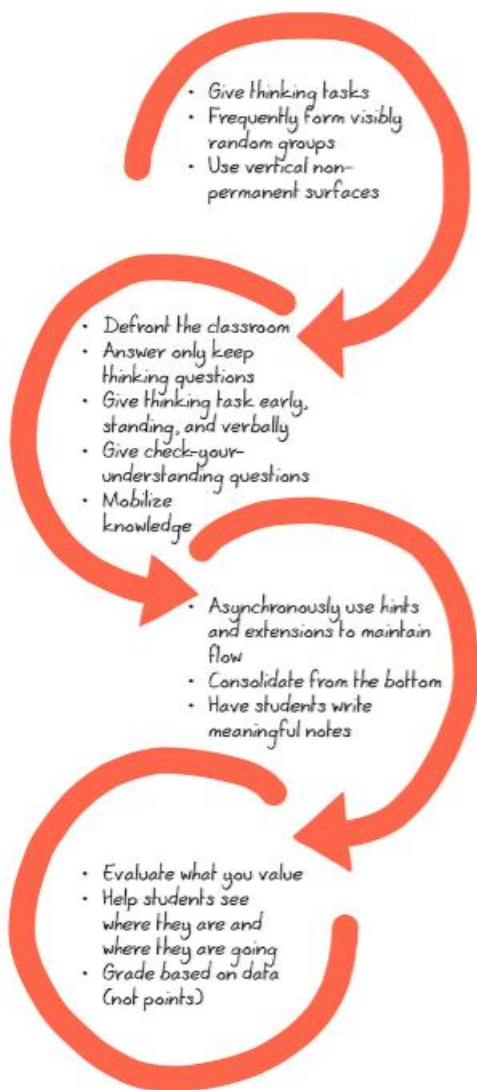 • Give thinking tasks
• Frequently form visibly
random groups
• Use vertical non-
permanent surfaces
• Defront the classroom
• Answer only keep
thinking questions
• Give thinking task early,
standing, and verbally
• Give check-your-
understanding questions
• Mobilize
knowledge
• Asynchronously use hints
and extensions to maintain
flow
• Consolidate from the bottom
• Have students write
meaningful notes
• Evaluate what you value
• Help students see
where they are and
where they are going
• Grade based on data
(not points)